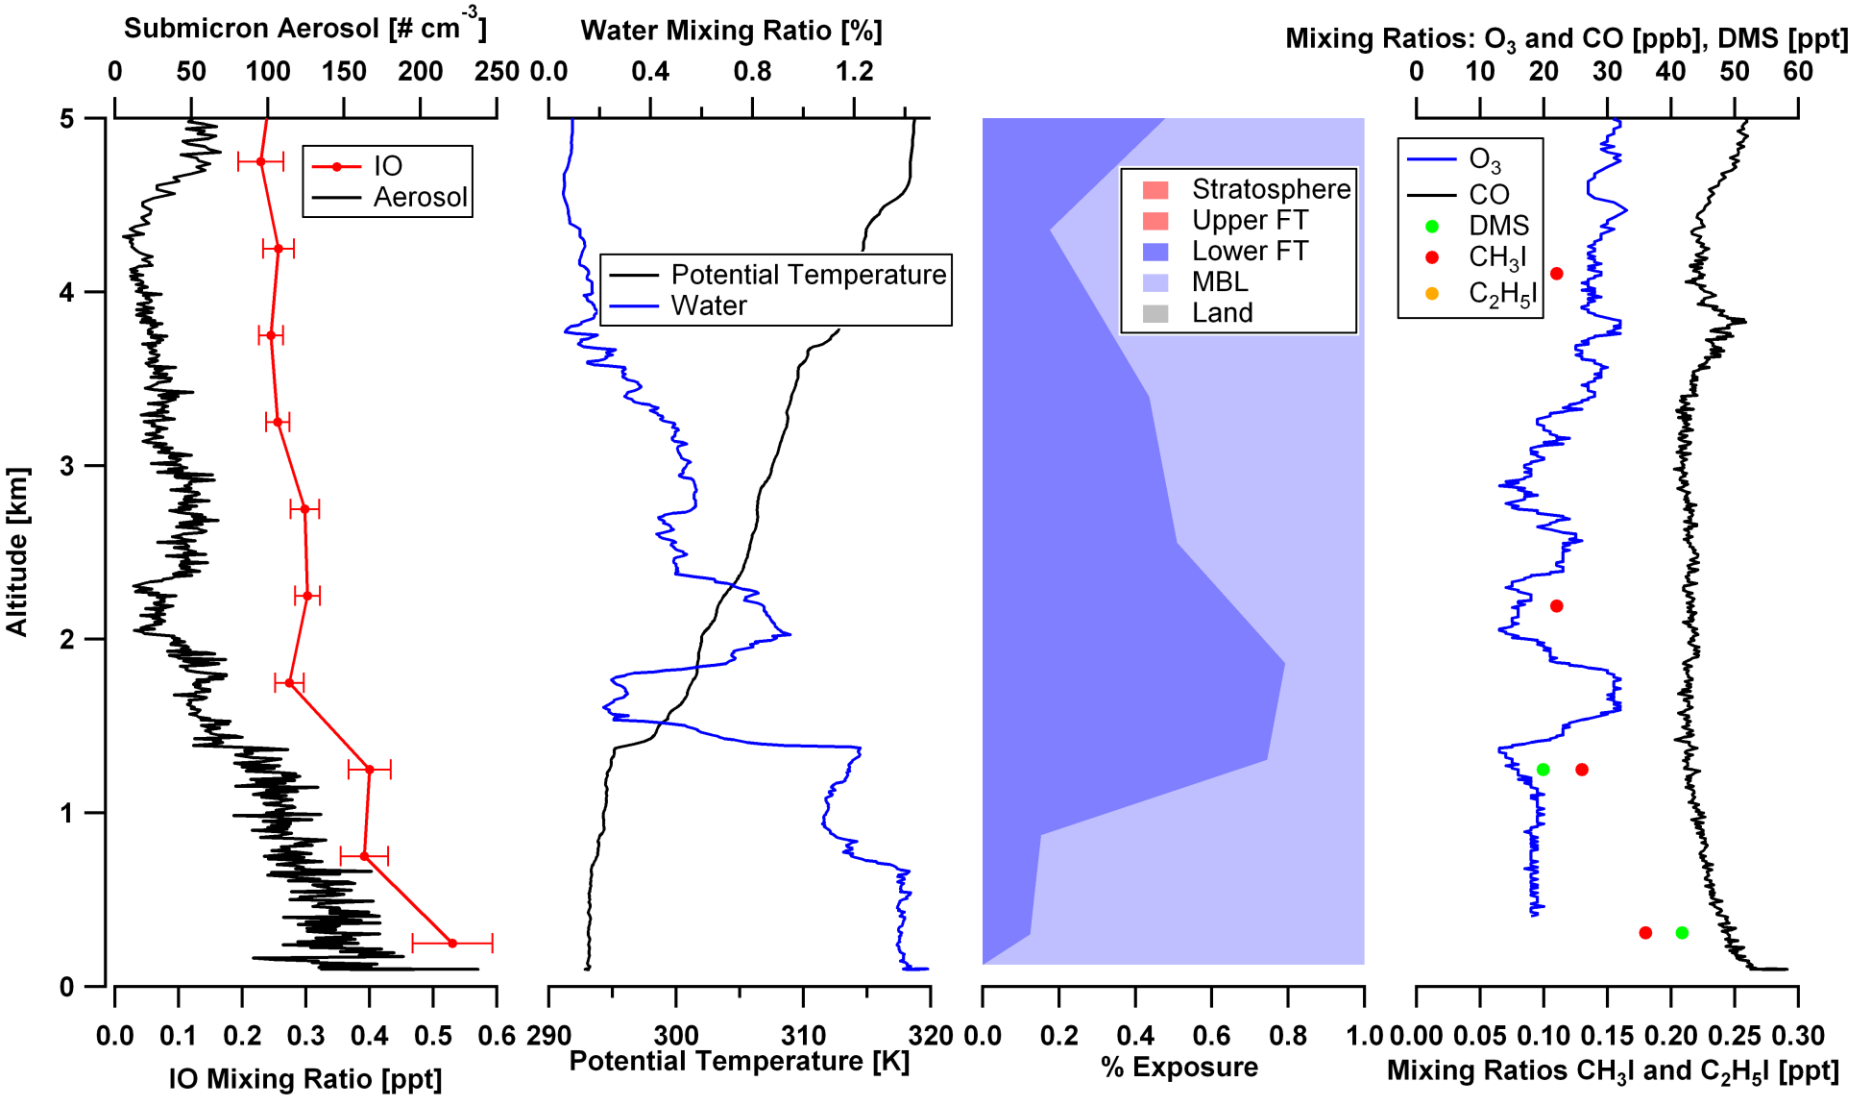 Submicron Aerosol [# cm⁻³]
0 50 100 150 200 250
IO
Aerosol
Altitude [km]
5
4
3
2
1
0
0.0 0.1 0.2 0.3 0.4 0.5 0.6
IO Mixing Ratio [ppt]
Water Mixing Ratio [%]
0.0 0.4 0.8 1.2
Potential Temperature
Water
290 300 310 320
Potential Temperature [K]
Stratosphere
Upper FT
Lower FT
MBL
Land
0.0 0.2 0.4 0.6 0.8 1.0
% Exposure
Mixing Ratios: O₃ and CO [ppb], DMS [ppt]
0 10 20 30 40 50 60
O₃
CO
DMS
CH₃I
C₂H₅I
0.00 0.05 0.10 0.15 0.20 0.25 0.30
Mixing Ratios CH₃I and C₂H₅I [ppt]